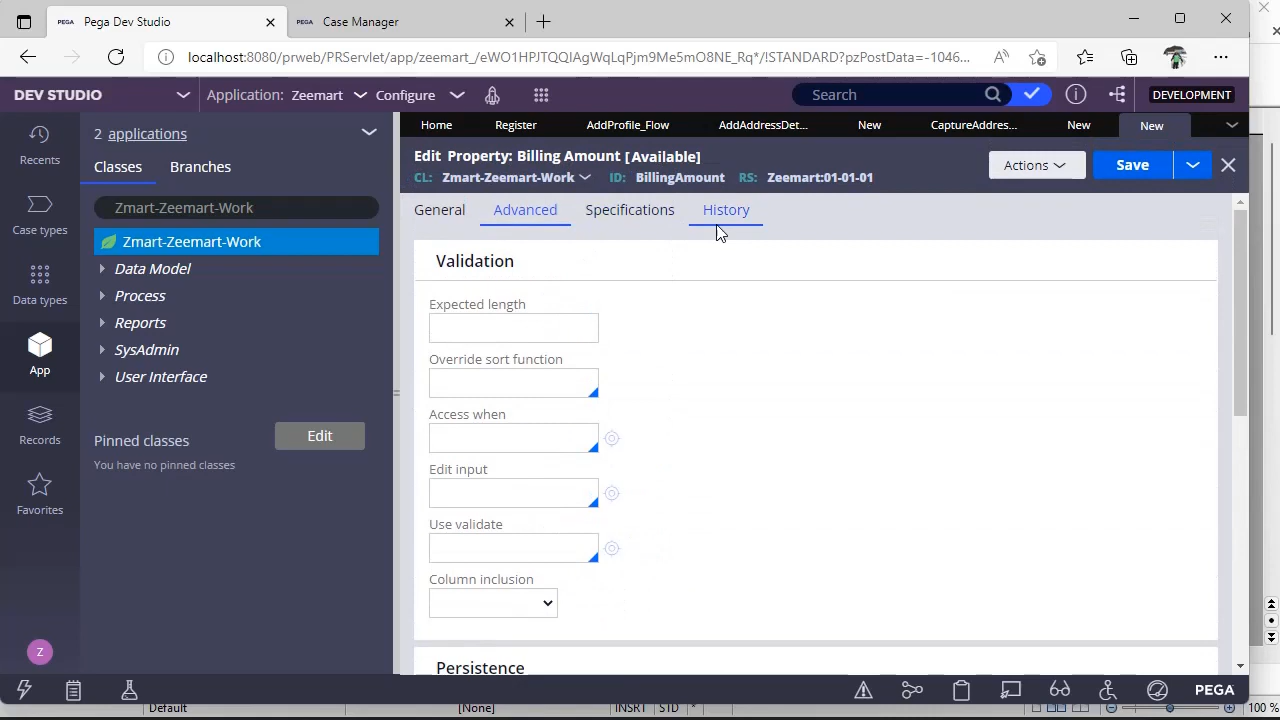 PEGA Pega Dev Studio
PEGA Case Manager
localhost:8080/prweb/PRServlet/app/zeemart_/eWO1HPJTQQIAgWqLqPjm9Me5mO8NE_Rq*/!STANDARD?pzPostData=-1046...
DEV STUDIO
Application: Zeemart
Configure
Search
DEVELOPMENT
Recents
Case types
Data types
App
Records
Favorites
Z
2 applications
Classes
Branches
Zmart-Zeemart-Work
Zmart-Zeemart-Work
Data Model
Process
Reports
SysAdmin
User Interface
Pinned classes
Edit
You have no pinned classes
Home
Register
AddProfile_Flow
AddAddressDet...
New
CaptureAddres...
New
New
Edit Property: Billing Amount [Available]
CL: Zmart-Zeemart-Work ID: BillingAmount RS: Zeemart:01-01-01
Actions
Save
General
Advanced
Specifications
History
Validation
Expected length
Override sort function
Access when
Edit input
Use validate
Column inclusion
Persistence
PEGA
Default
[None]
INSRT
STD
*
100 %